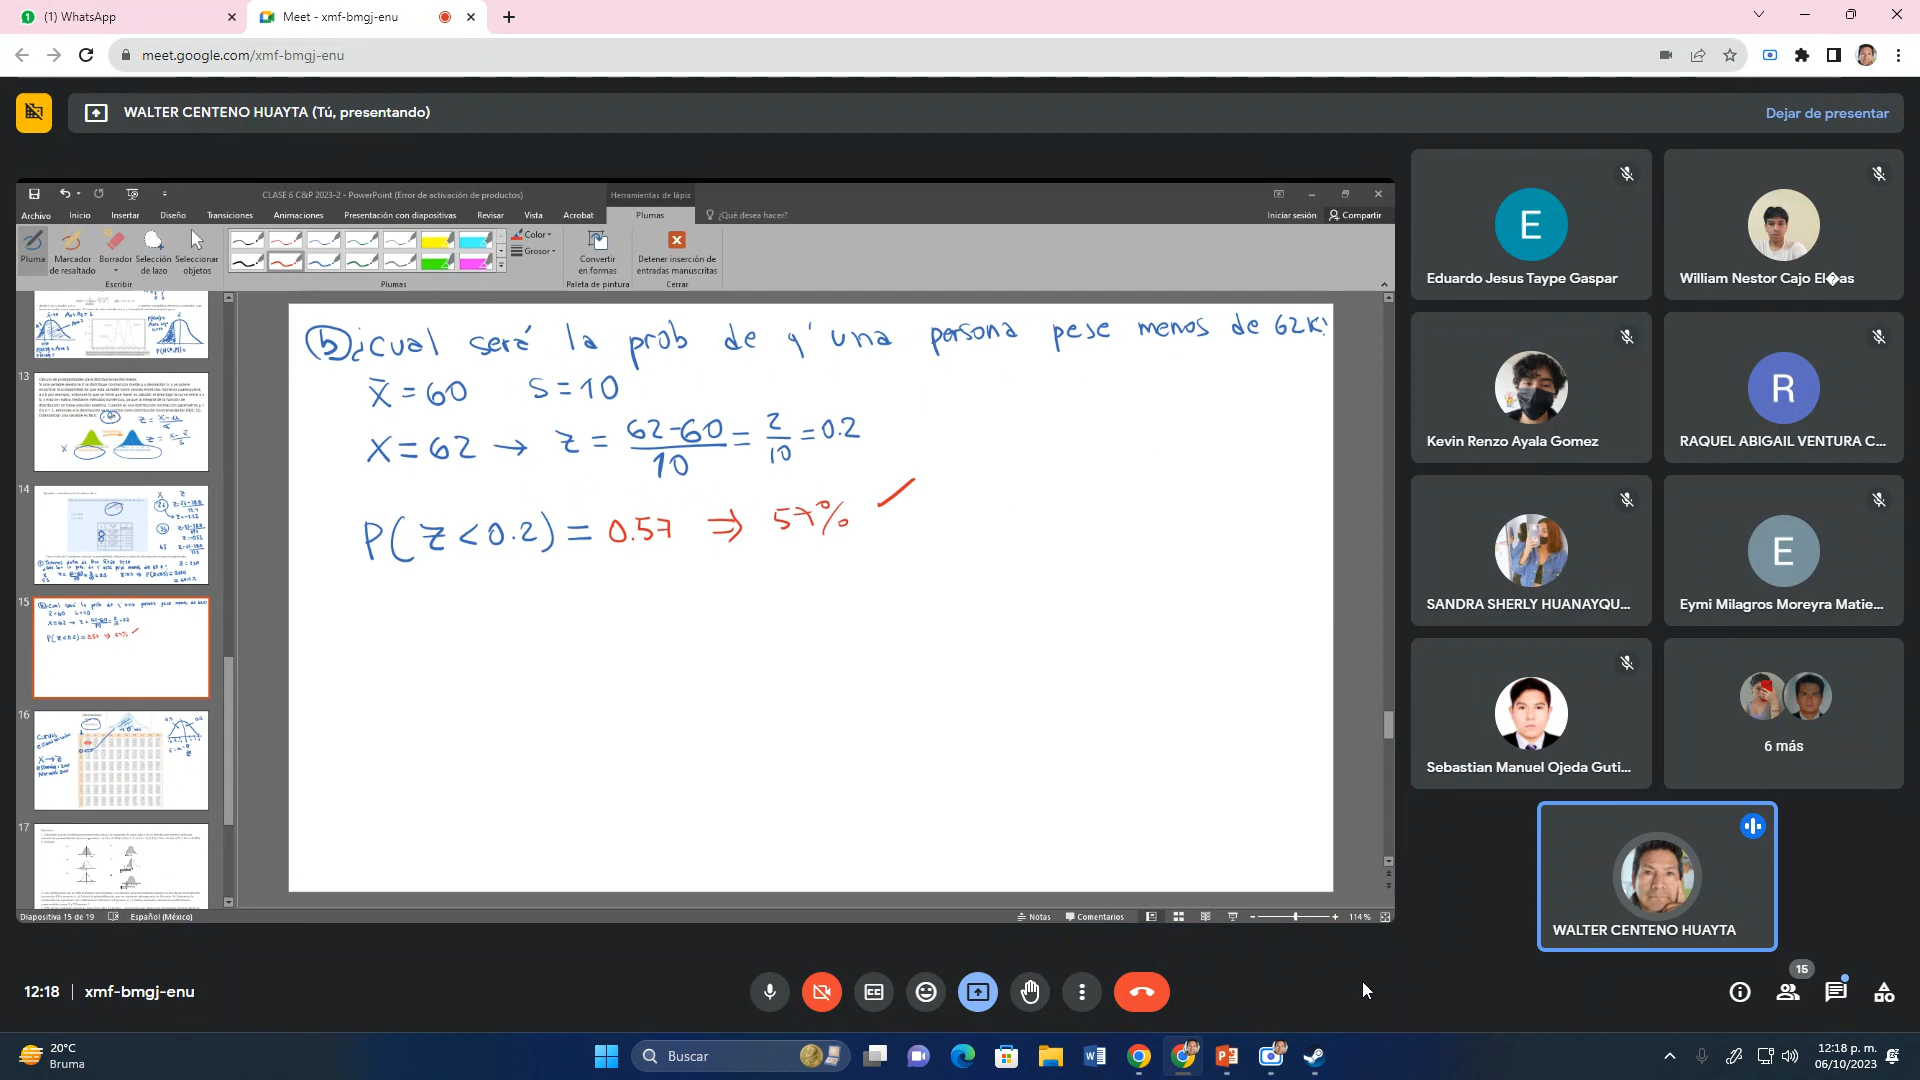 (1) WhatsApp
Meet - xmf-bmgj-enu
meet.google.com/xmf-bmgj-enu
WALTER CENTENO HUAYTA (Tú, presentando)
Dejar de presentar
CLASE 6 C&P 2023-2 - PowerPoint (Error de activación de productos)
Herramientas de lápiz
Archivo Inicio Insertar Diseño Transiciones Animaciones Presentación con diapositivas Revisar Vista Acrobat Plumas ¿Qué desea hacer? Iniciar sesión Compartir
Pluma
Marcador de resaltado
Borrador
Selección de lazo
Seleccionar objetos
Color
Grosor
Convertir en formas
Detener inserción de entradas manuscritas
Escribir
Plumas
Paleta de pintura
Cerrar
13
14
15
16
17
b) ¿cual será la prob de q' una persona pese menos de 62K?
x̄ = 60 S = 10
X = 62 → z = 62-60/10 = 2/10 = 0.2
P(Z < 0.2) = 0.57 ⇒ 57% ✓
Diapositiva 15 de 19
Español (México)
Notas
Comentarios
114 %
E
Eduardo Jesus Taype Gaspar
William Nestor Cajo El�as
Kevin Renzo Ayala Gomez
R
RAQUEL ABIGAIL VENTURA C...
SANDRA SHERLY HUANAYQU...
E
Eymi Milagros Moreyra Matie...
Sebastian Manuel Ojeda Guti...
6 más
WALTER CENTENO HUAYTA
12:18 | xmf-bmgj-enu
15
20°C
Bruma
Buscar
12:18 p. m.
06/10/2023